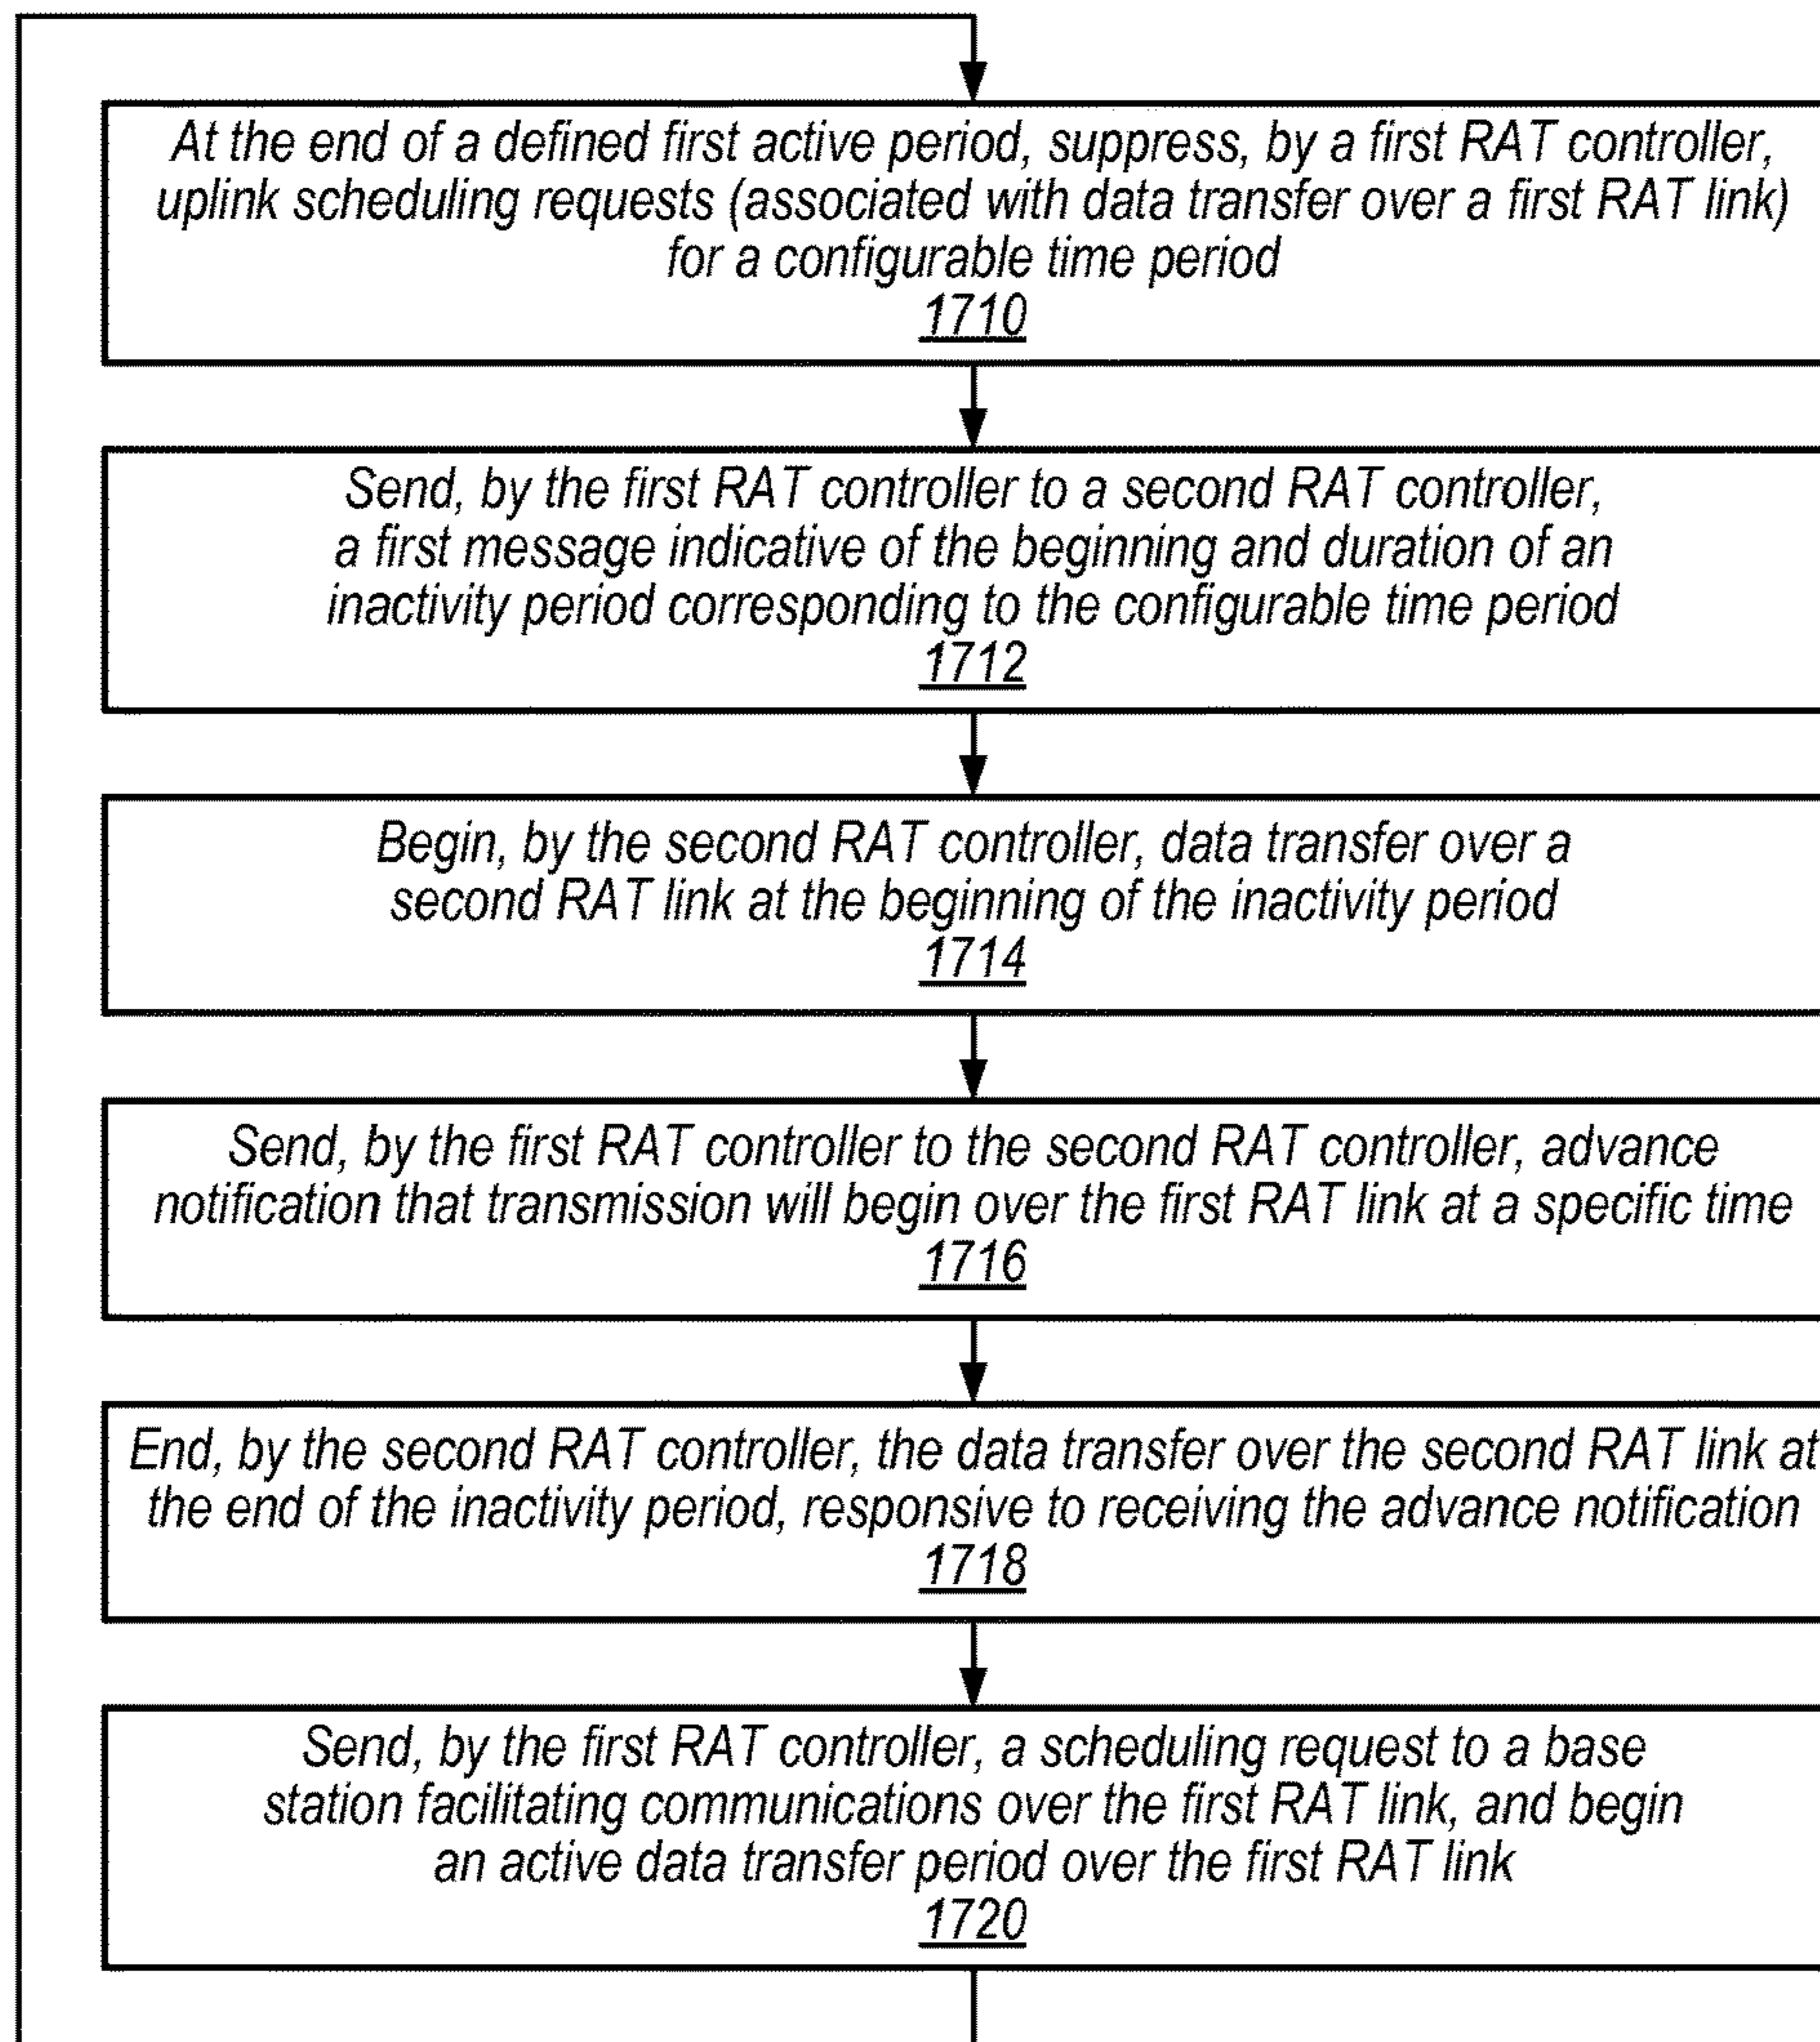 At the end of a defined first active period, suppress, by a first RAT controller,
uplink scheduling requests (associated with data transfer over a first RAT link)
for a configurable time period
1710
Send, by the first RAT controller to a second RAT controller,
a first message indicative of the beginning and duration of an
inactivity period corresponding to the configurable time period
1712
Begin, by the second RAT controller, data transfer over a
second RAT link at the beginning of the inactivity period
1714
Send, by the first RAT controller to the second RAT controller, advance
notification that transmission will begin over the first RAT link at a specific time
1716
End, by the second RAT controller, the data transfer over the second RAT link at
the end of the inactivity period, responsive to receiving the advance notification
1718
Send, by the first RAT controller, a scheduling request to a base
station facilitating communications over the first RAT link, and begin
an active data transfer period over the first RAT link
1720